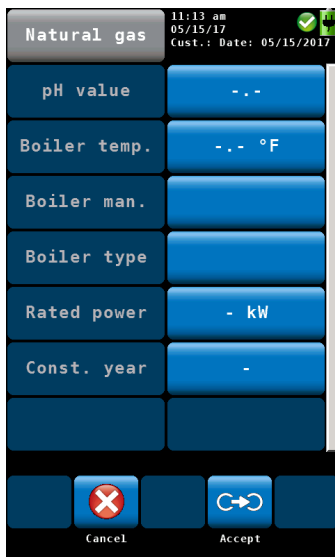 Natural gas
11:13 am
05/15/17
Cust.: Date: 05/15/2017
pH value
-.-
Boiler temp.
-.- °F
Boiler man.
Boiler type
Rated power
- kW
Const. year
-
Cancel
Accept